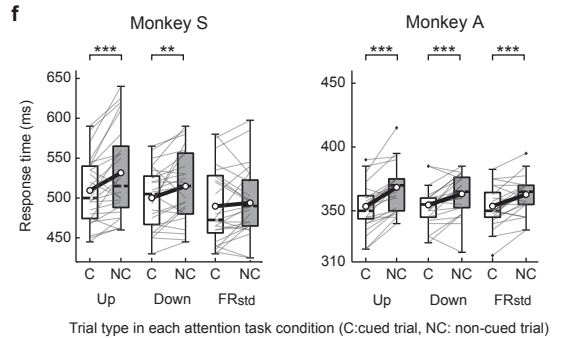 f
Monkey S
Monkey A
*** **
*** *** ***
Response time (ms)
650
600
550
500
450
450
400
350
310
C NC C NC C NC
C NC C NC C NC
Up Down FRstd
Up Down FRstd
Trial type in each attention task condition (C:cued trial, NC: non-cued trial)